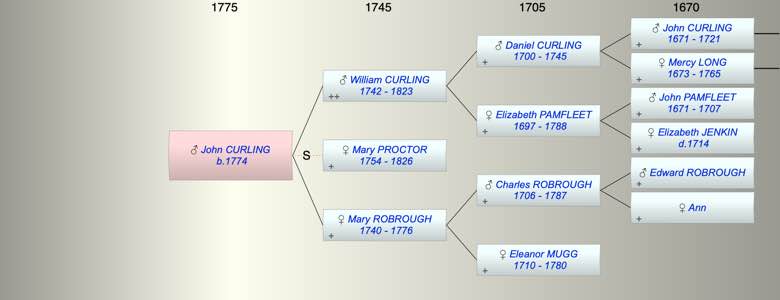 1775 1745 1705 1670
♂ John CURLING
b.1774
♂ William CURLING
1742 - 1823
++
S
♀ Mary PROCTOR
1754 - 1826
+
♀ Mary ROBROUGH
1740 - 1776
+
♂ Daniel CURLING
1700 - 1745
+
♀ Elizabeth PAMFLEET
1697 - 1788
+
♂ Charles ROBROUGH
1706 - 1787
+
♀ Eleanor MUGG
1710 - 1780
+
♂ John CURLING
1671 - 1721
+
♀ Mercy LONG
1673 - 1765
+
♂ John PAMFLEET
1671 - 1707
+
♀ Elizabeth JENKIN
d.1714
+
♂ Edward ROBROUGH
+
♀ Ann
+